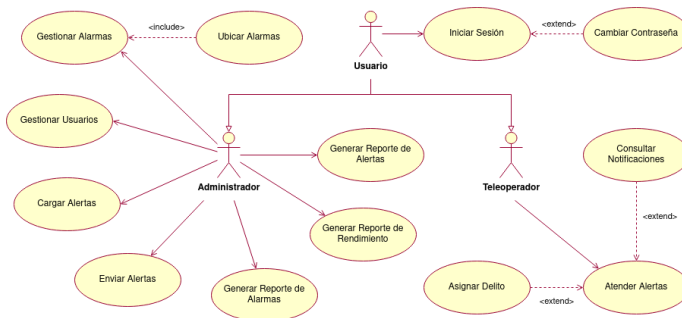 <include>
Gestionar Alarmas
Ubicar Alarmas
Usuario
Iniciar Sesión
<extend>
Cambiar Contraseña
Gestionar Usuarios
Administrador
Generar Reporte de
Alertas
Teleoperador
Consultar
Notificaciones
Cargar Alertas
Generar Reporte de
Rendimiento
<extend>
Enviar Alertas
Generar Reporte de
Alarmas
Asignar Delito
<extend>
Atender Alertas